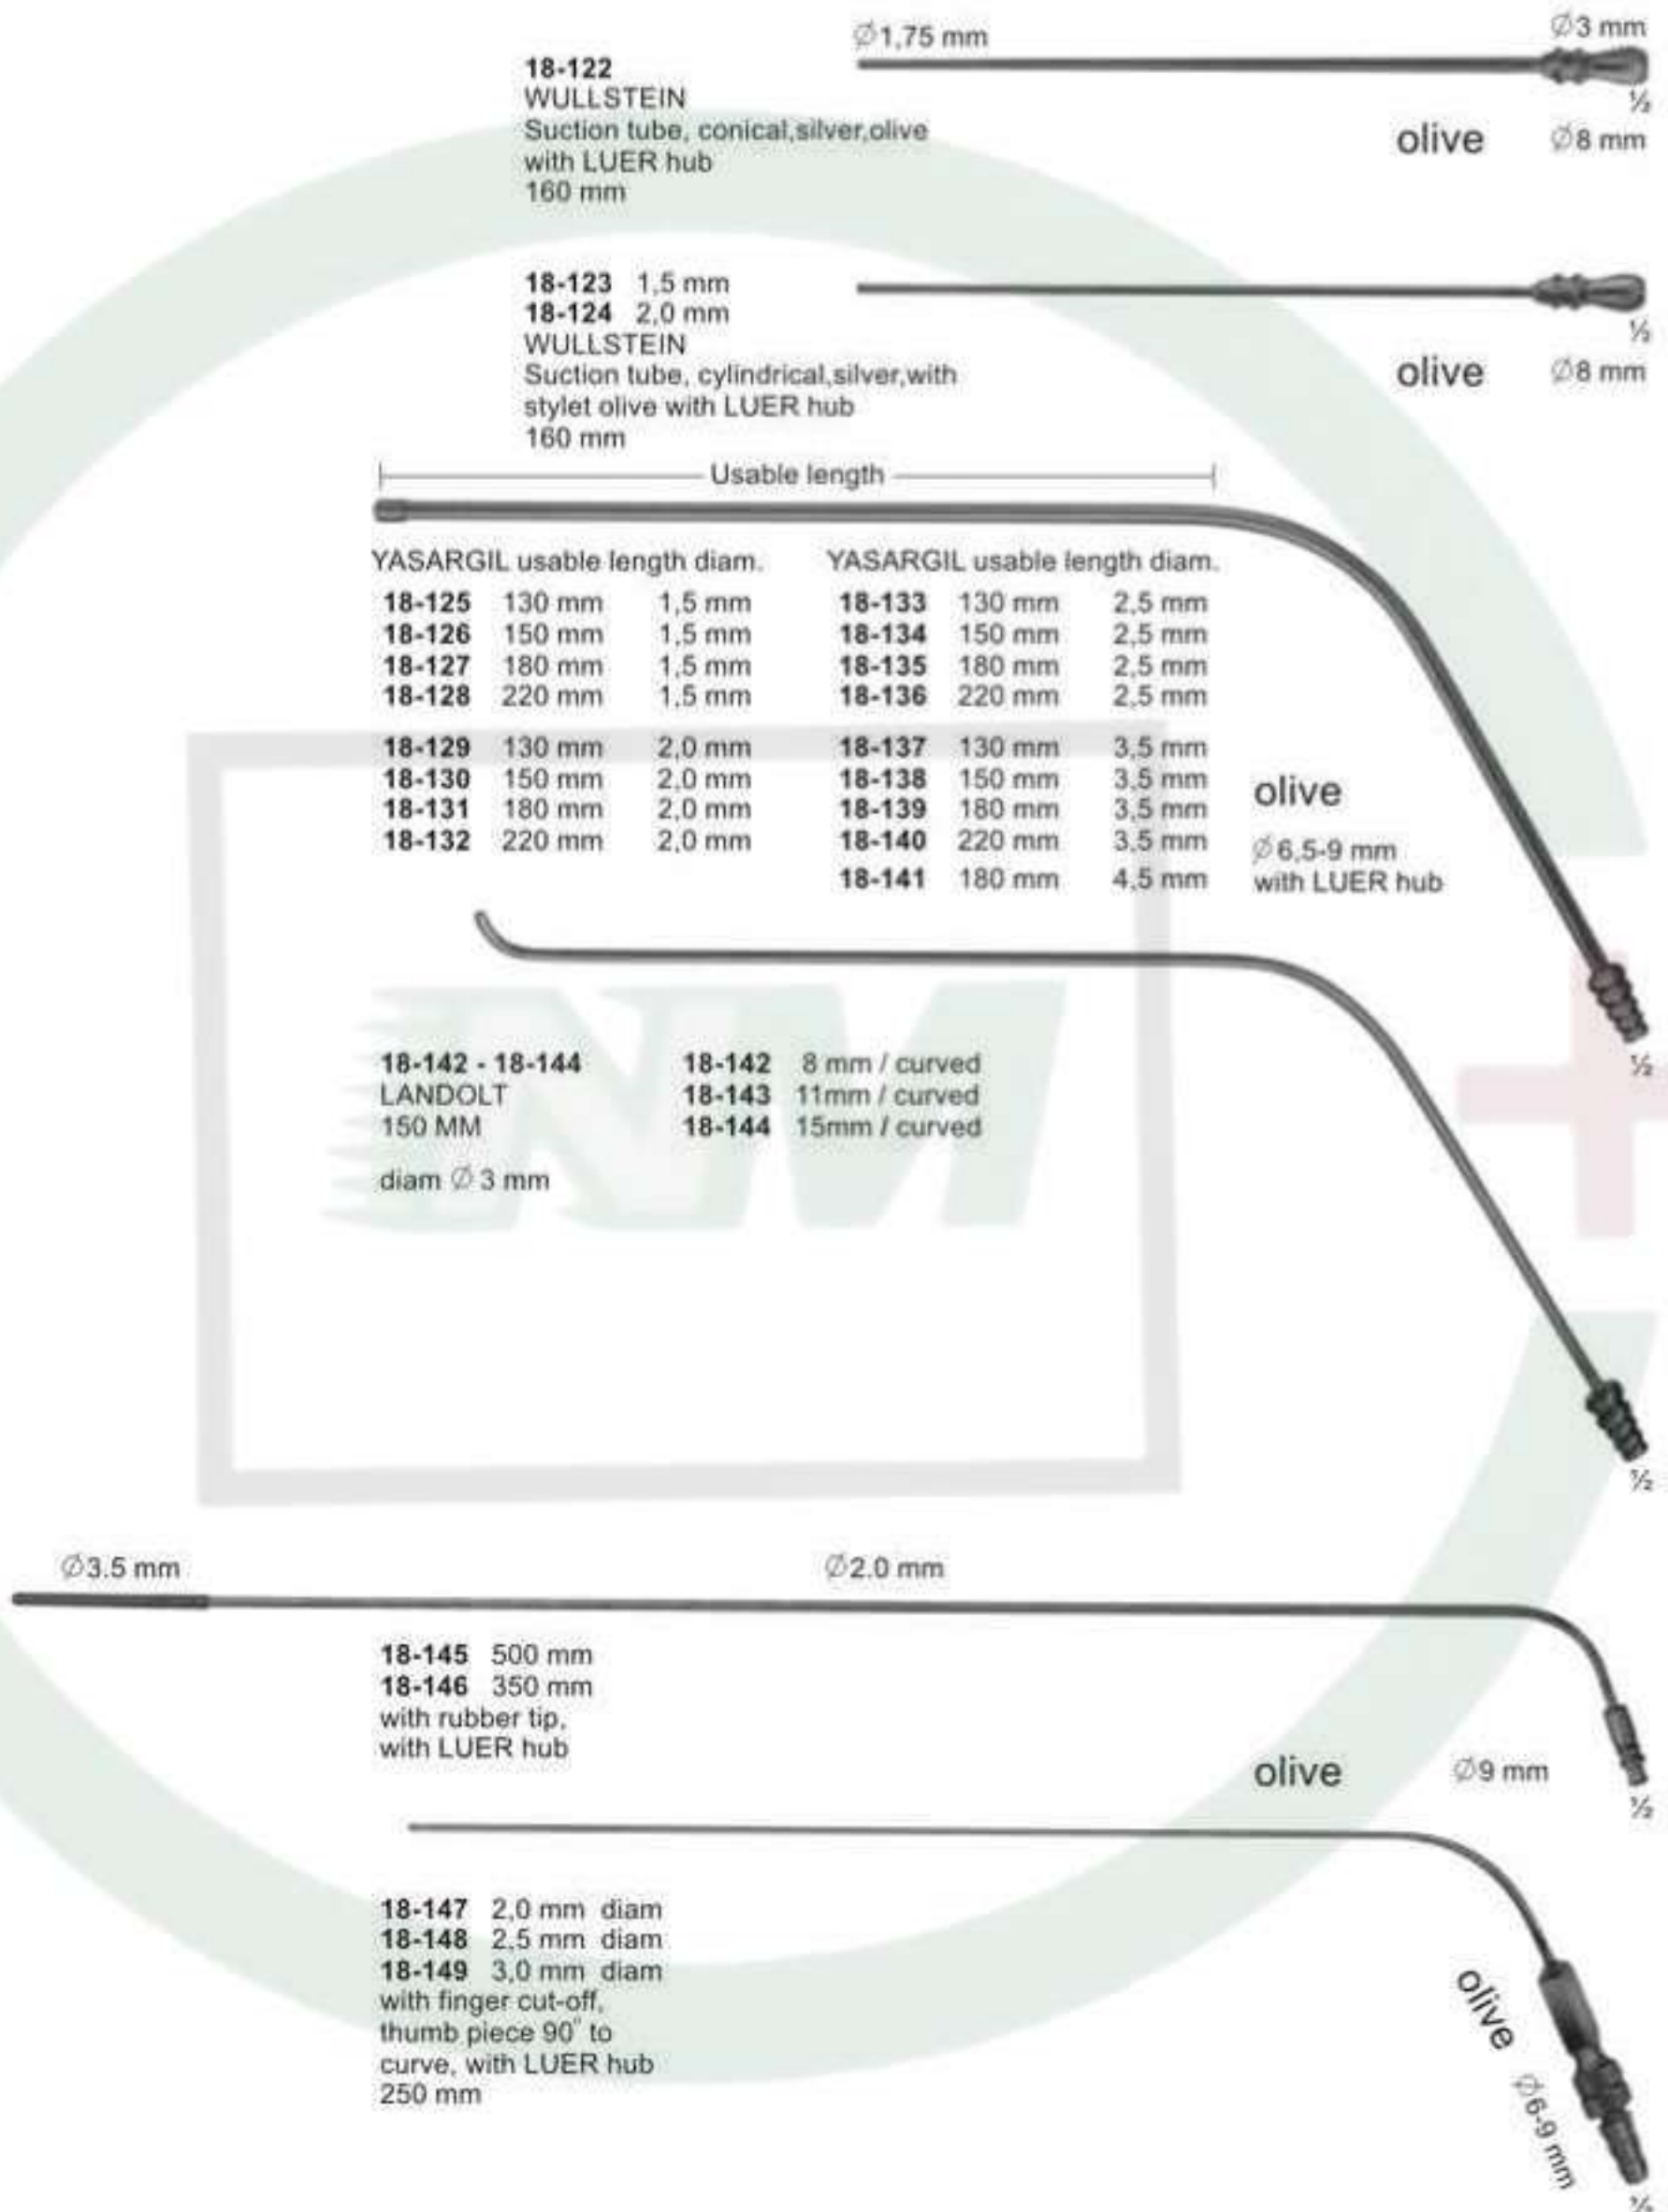 Ø1,75 mm
Ø3 mm
18-122
WULLSTEIN
Suction tube, conical,silver,olive
with LUER hub
160 mm
½
olive Ø8 mm
18-123 1,5 mm
18-124 2,0 mm
WULLSTEIN
Suction tube, cylindrical,silver,with
stylet olive with LUER hub
160 mm
½
olive Ø8 mm
Usable length
YASARGIL usable length diam. YASARGIL usable length diam.
18-125 130 mm 1,5 mm 18-133 130 mm 2,5 mm
18-126 150 mm 1,5 mm 18-134 150 mm 2,5 mm
18-127 180 mm 1,5 mm 18-135 180 mm 2,5 mm
18-128 220 mm 1,5 mm 18-136 220 mm 2,5 mm
18-129 130 mm 2,0 mm 18-137 130 mm 3,5 mm
18-130 150 mm 2,0 mm 18-138 150 mm 3,5 mm
18-131 180 mm 2,0 mm 18-139 180 mm 3,5 mm
18-132 220 mm 2,0 mm 18-140 220 mm 3,5 mm
18-141 180 mm 4,5 mm
olive
Ø6,5-9 mm
with LUER hub
½
NM
18-142 - 18-144
LANDOLT
150 MM
diam Ø 3 mm
18-142 8 mm / curved
18-143 11mm / curved
18-144 15mm / curved
½
Ø3.5 mm
Ø2.0 mm
18-145 500 mm
18-146 350 mm
with rubber tip,
with LUER hub
olive Ø9 mm
½
18-147 2,0 mm diam
18-148 2,5 mm diam
18-149 3,0 mm diam
with finger cut-off,
thumb piece 90° to
curve, with LUER hub
250 mm
olive Ø6-9 mm
½